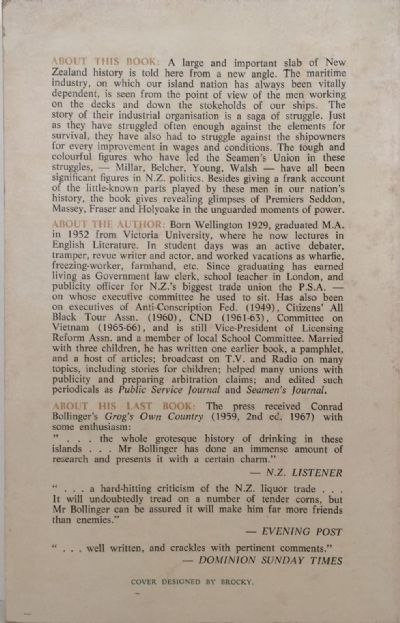 ABOUT THIS BOOK: A large and important slab of New
Zealand history is told here from a new angle. The maritime
industry, on which our island nation has always been vitally
dependent, is seen from the point of view of the men working
on the decks and down the stokeholds of our ships. The
story of their industrial organisation is a saga of struggle. Just
as they have struggled often enough against the elements for
survival, they have also had to struggle against the shipowners
for every improvement in wages and conditions. The tough and
colourful figures who have led the Seamen's Union in these
struggles, — Millar, Belcher, Young, Walsh — have all been
significant figures in N.Z. politics. Besides giving a frank account
of the little-known parts played by these men in our nation's
history, the book gives revealing glimpses of Premiers Seddon,
Massey, Fraser and Holyoake in the unguarded moments of power.
ABOUT THE AUTHOR: Born Wellington 1929, graduated M.A.
in 1952 from Victoria University, where he now lectures in
English Literature. In student days was an active debater,
tramper, revue writer and actor, and worked vacations as wharfie,
freezing-worker, farmhand, etc. Since graduating has earned
living as Government law clerk, school teacher in London, and
publicity officer for N.Z.'s biggest trade union the P.S.A. —
on whose executive committee he used to sit. Has also been
on executives of Anti-Conscription Fed. (1949), Citizens' All
Black Tour Assn. (1960), CND (1961-63), Committee on
Vietnam (1965-66), and is still Vice-President of Licensing
Reform Assn. and a member of local School Committee. Married
with three children, he has written one earlier book, a pamphlet,
and a host of articles; broadcast on T.V. and Radio on many
topics, including stories for children; helped many unions with
publicity and preparing arbitration claims; and edited such
periodicals as Public Service Journal and Seamen's Journal.
ABOUT HIS LAST BOOK: The press received Conrad
Bollinger's Grog's Own Country (1959, 2nd ed. 1967) with
some enthusiasm:
" . . . the whole grotesque history of drinking in these
islands . . . Mr Bollinger has done an immense amount of
research and presents it with a certain charm."
— N.Z. LISTENER
" . . . a hard-hitting criticism of the N.Z. liquor trade . . .
It will undoubtedly tread on a number of tender corns, but
Mr Bollinger can be assured it will make him far more friends
than enemies."
— EVENING POST
" . . . well written, and crackles with pertinent comments."
— DOMINION SUNDAY TIMES
COVER DESIGNED BY BROCKY.